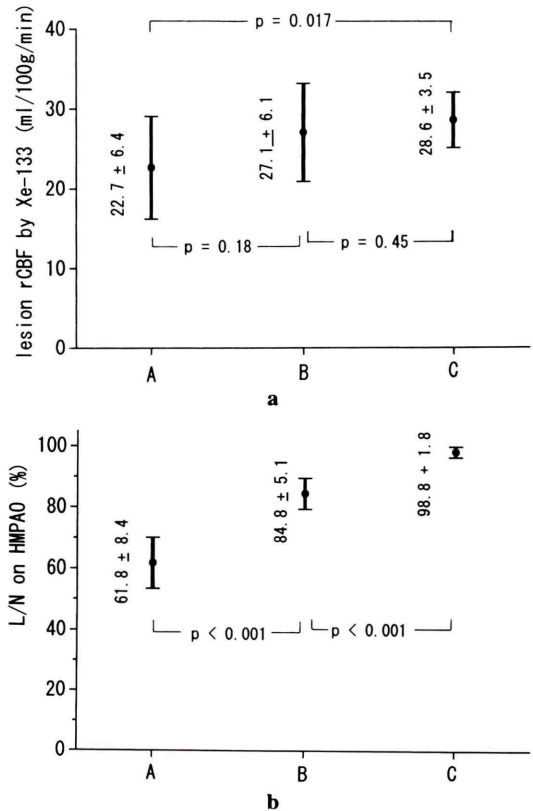 lesion rCBF by Xe-133 (ml/100g/min)
40
30
20
10
0
p = 0.017
22.7 ± 6.4
27.1 ± 6.1
28.6 ± 3.5
p = 0.18
p = 0.45
A
B
C
a
L/N on HMPAO (%)
100
80
60
40
20
0
61.8 ± 8.4
84.8 ± 5.1
98.8 + 1.8
p < 0.001
p < 0.001
A
B
C
b